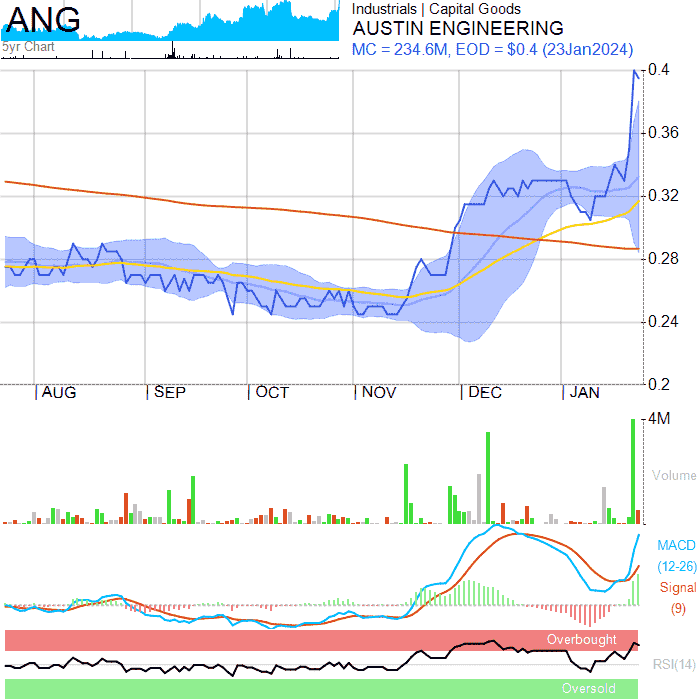 ANG
5yr Chart
Industrials | Capital Goods
AUSTIN ENGINEERING
MC = 234.6M, EOD = $0.4 (23Jan2024)
0.4
0.36
0.32
0.28
0.24
0.2
AUG SEP OCT NOV DEC JAN
4M
Volume
MACD
(12-26)
Signal
(9)
Overbought
RSI(14)
Oversold